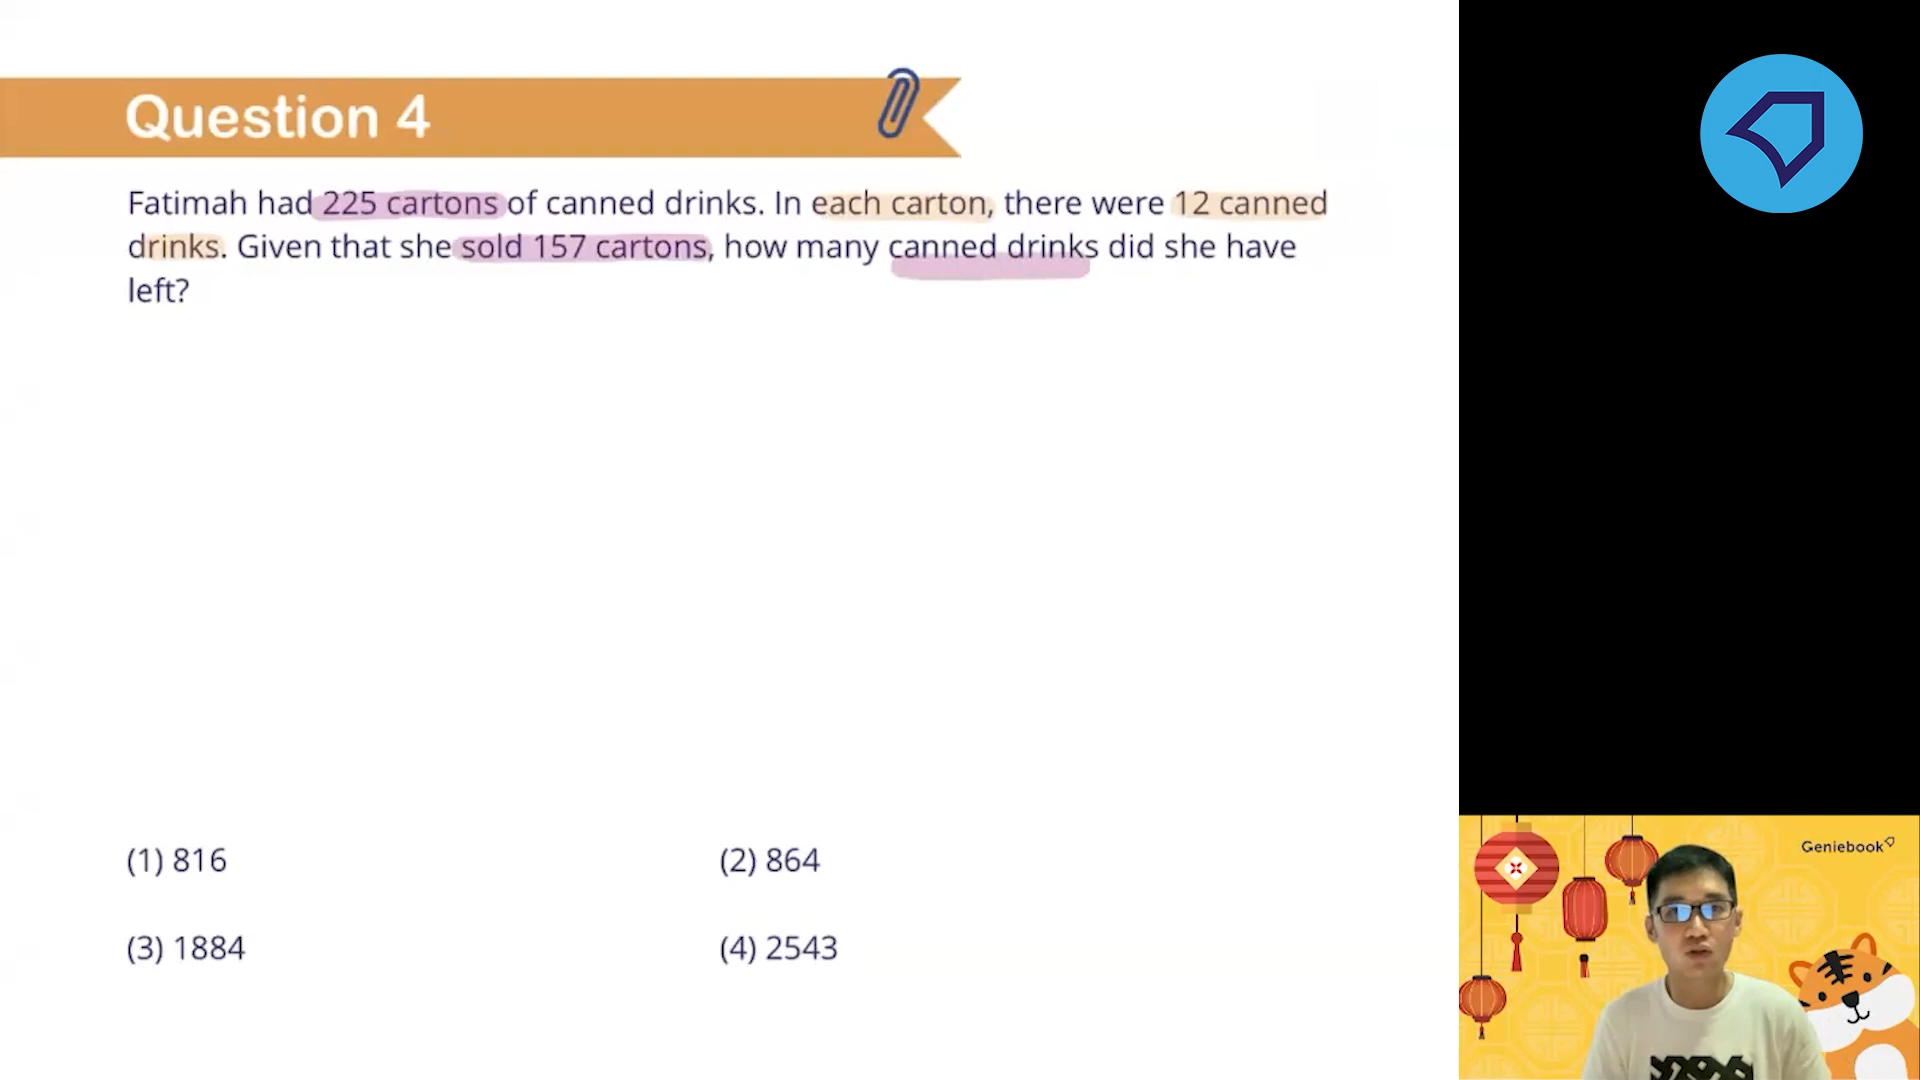 Question 4
Fatimah had 225 cartons of canned drinks. In each carton, there were 12 canned
drinks. Given that she sold 157 cartons, how many canned drinks did she have
left?
(1) 816
(2) 864
(3) 1884
(4) 2543
Geniebook